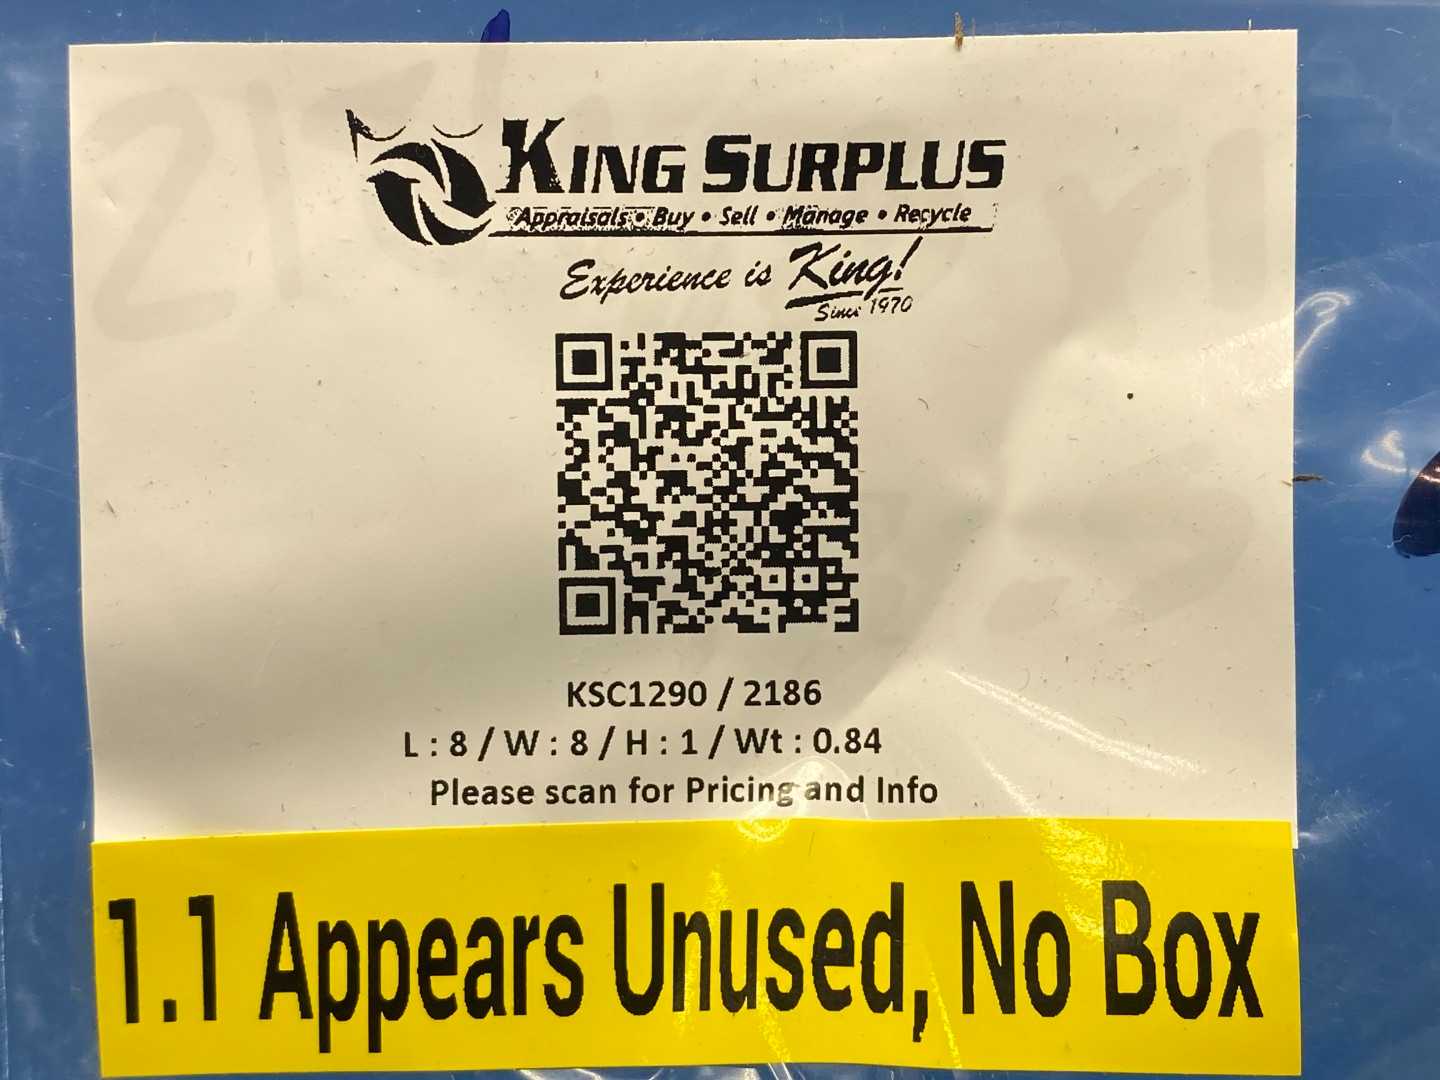 KING SURPLUS
Appraisals • Buy • Sell • Manage • Recycle
Experience is King!
Since 1970
KSC1290 / 2186
L : 8 / W : 8 / H : 1 / Wt : 0.84
Please scan for Pricing and Info
1.1 Appears Unused, No Box